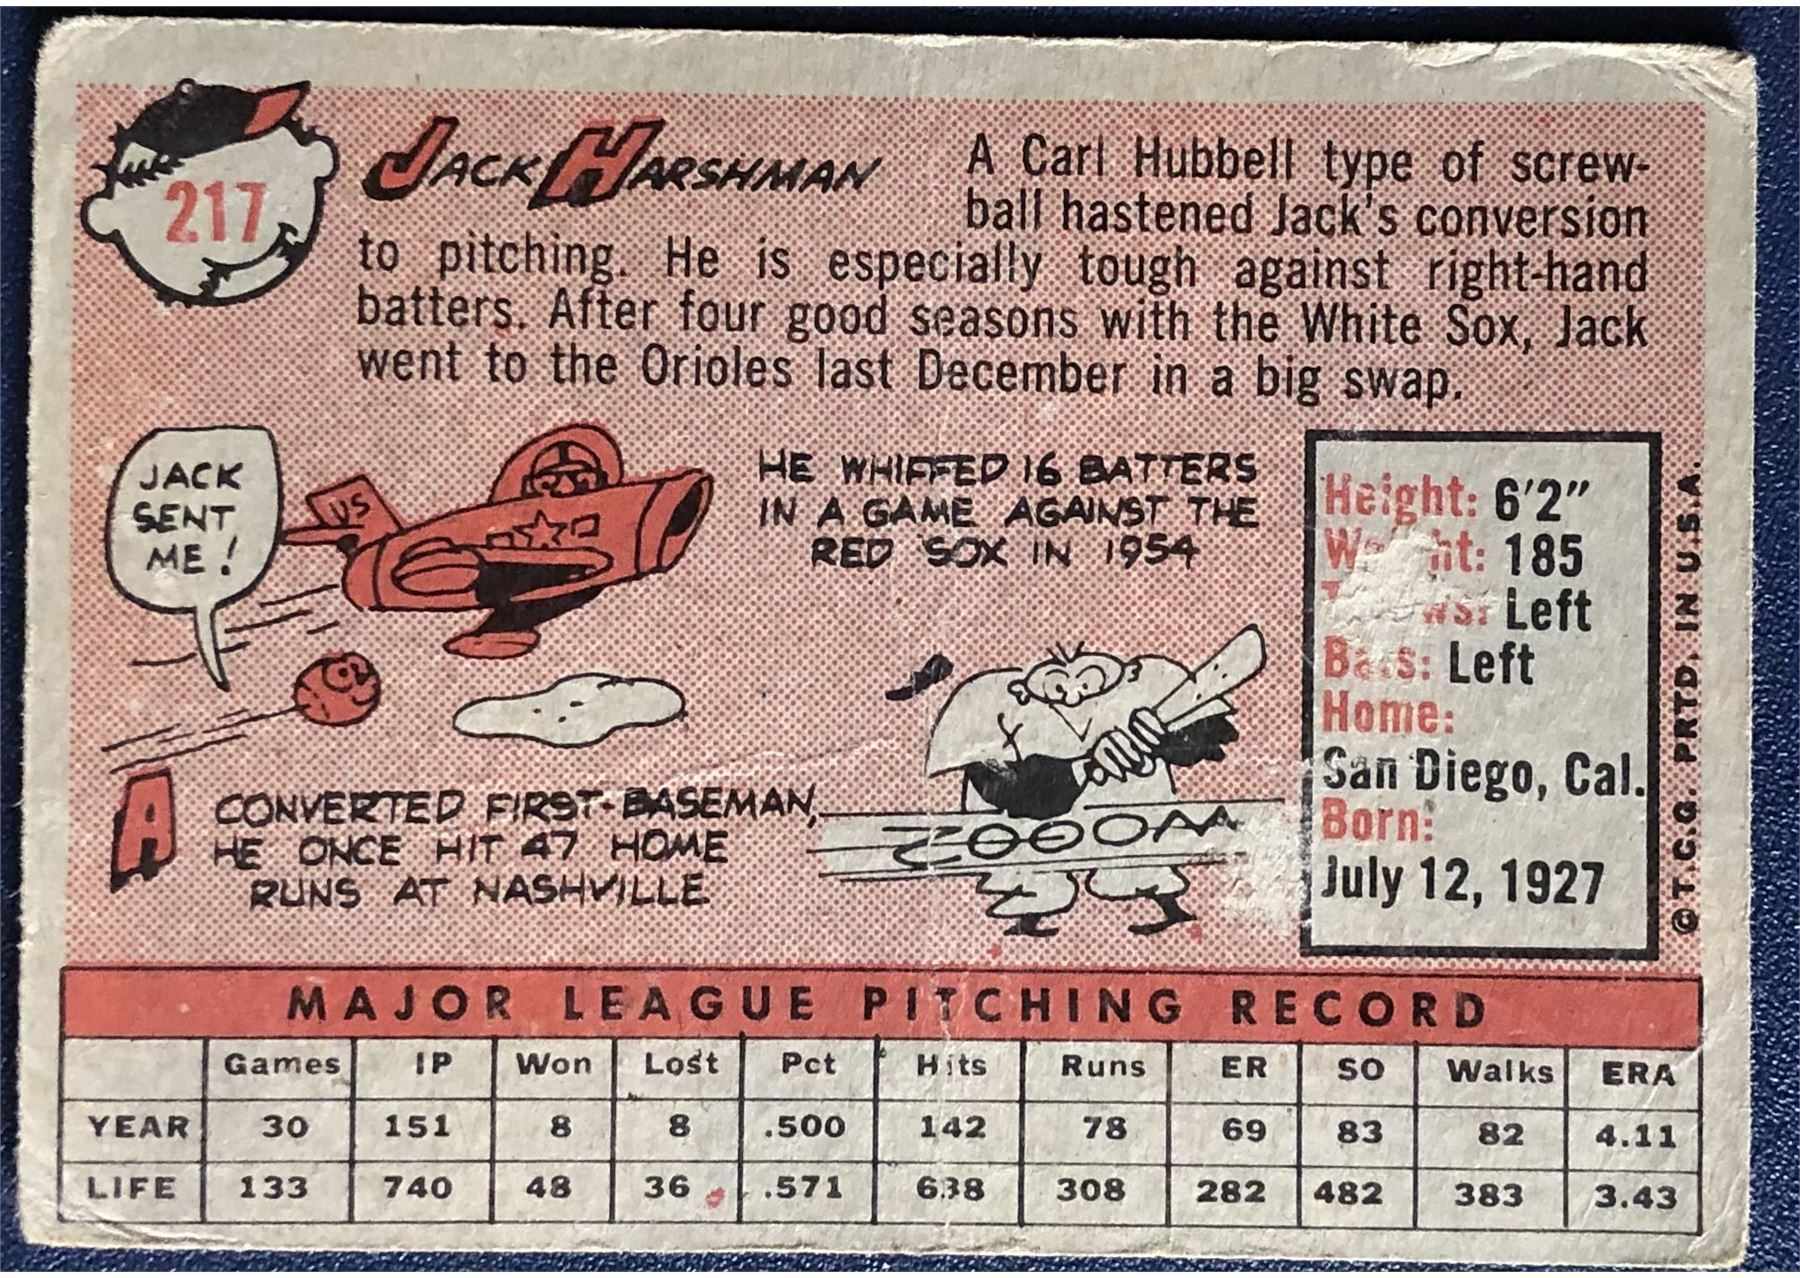 217
JACK HARSHMAN
A Carl Hubbell type of screw-
ball hastened Jack's conversion
to pitching. He is especially tough against right-hand
batters. After four good seasons with the White Sox, Jack
went to the Orioles last December in a big swap.
JACK
SENT
ME!
US
HE WHIFFED 16 BATTERS
IN A GAME AGAINST THE
RED SOX IN 1954
Height: 6'2"
Weight: 185
Left
Bats: Left
Home:
San Diego, Cal.
Born:
July 12, 1927
©T.C.G. PRTD. IN U.S.A.
A CONVERTED FIRST-BASEMAN,
HE ONCE HIT 47 HOME
RUNS AT NASHVILLE
ZOOOM
MAJOR LEAGUE PITCHING RECORD
Games IP Won Lost Pct Hits Runs ER SO Walks ERA
YEAR 30 151 8 8 .500 142 78 69 83 82 4.11
LIFE 133 740 48 36 .571 638 308 282 482 383 3.43